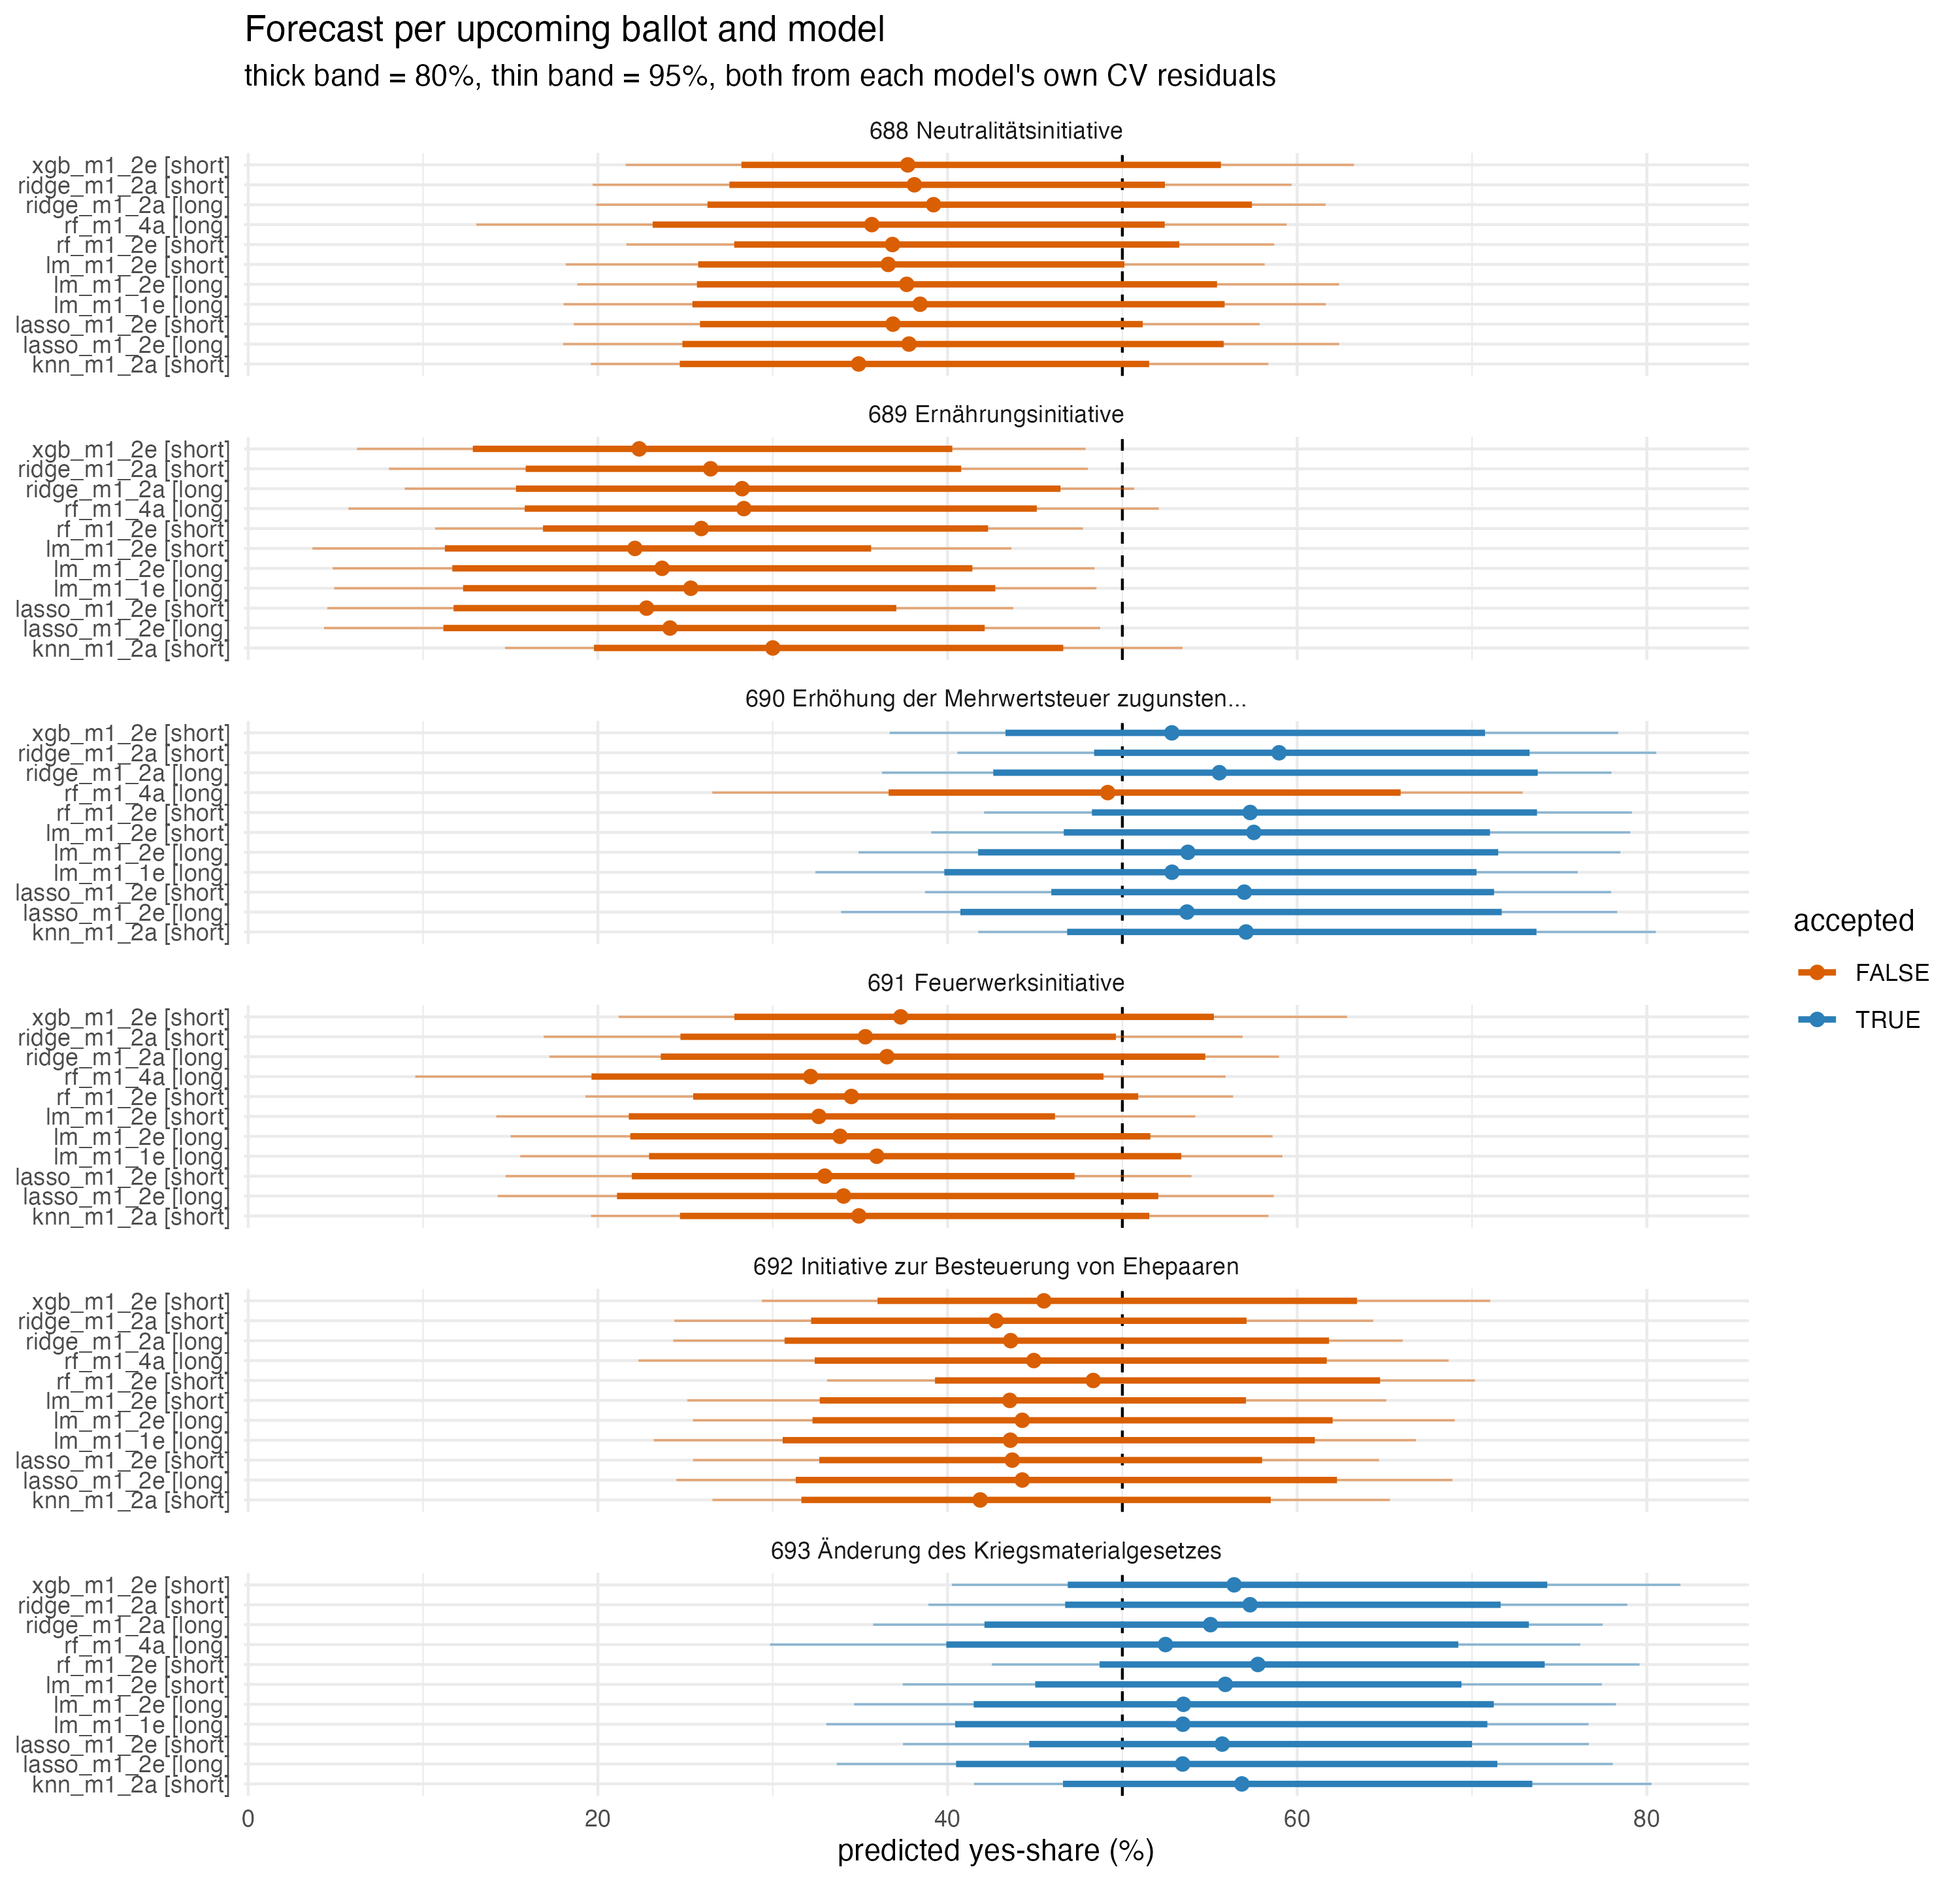 Forecast per upcoming ballot and model
thick band = 80%, thin band = 95%, both from each model's own CV residuals
688 Neutralitätsinitiative
xgb_m1_2e [short]
ridge_m1_2a [short]
ridge_m1_2a [long]
rf_m1_4a [long]
rf_m1_2e [short]
lm_m1_2e [short]
lm_m1_2e [long]
lm_m1_1e [long]
lasso_m1_2e [short]
lasso_m1_2e [long]
knn_m1_2a [short]
689 Ernährungsinitiative
xgb_m1_2e [short]
ridge_m1_2a [short]
ridge_m1_2a [long]
rf_m1_4a [long]
rf_m1_2e [short]
lm_m1_2e [short]
lm_m1_2e [long]
lm_m1_1e [long]
lasso_m1_2e [short]
lasso_m1_2e [long]
knn_m1_2a [short]
690 Erhöhung der Mehrwertsteuer zugunsten...
xgb_m1_2e [short]
ridge_m1_2a [short]
ridge_m1_2a [long]
rf_m1_4a [long]
rf_m1_2e [short]
lm_m1_2e [short]
lm_m1_2e [long]
lm_m1_1e [long]
lasso_m1_2e [short]
lasso_m1_2e [long]
knn_m1_2a [short]
691 Feuerwerksinitiative
xgb_m1_2e [short]
ridge_m1_2a [short]
ridge_m1_2a [long]
rf_m1_4a [long]
rf_m1_2e [short]
lm_m1_2e [short]
lm_m1_2e [long]
lm_m1_1e [long]
lasso_m1_2e [short]
lasso_m1_2e [long]
knn_m1_2a [short]
692 Initiative zur Besteuerung von Ehepaaren
xgb_m1_2e [short]
ridge_m1_2a [short]
ridge_m1_2a [long]
rf_m1_4a [long]
rf_m1_2e [short]
lm_m1_2e [short]
lm_m1_2e [long]
lm_m1_1e [long]
lasso_m1_2e [short]
lasso_m1_2e [long]
knn_m1_2a [short]
693 Änderung des Kriegsmaterialgesetzes
xgb_m1_2e [short]
ridge_m1_2a [short]
ridge_m1_2a [long]
rf_m1_4a [long]
rf_m1_2e [short]
lm_m1_2e [short]
lm_m1_2e [long]
lm_m1_1e [long]
lasso_m1_2e [short]
lasso_m1_2e [long]
knn_m1_2a [short]
0 20 40 60 80
predicted yes-share (%)
accepted
FALSE
TRUE